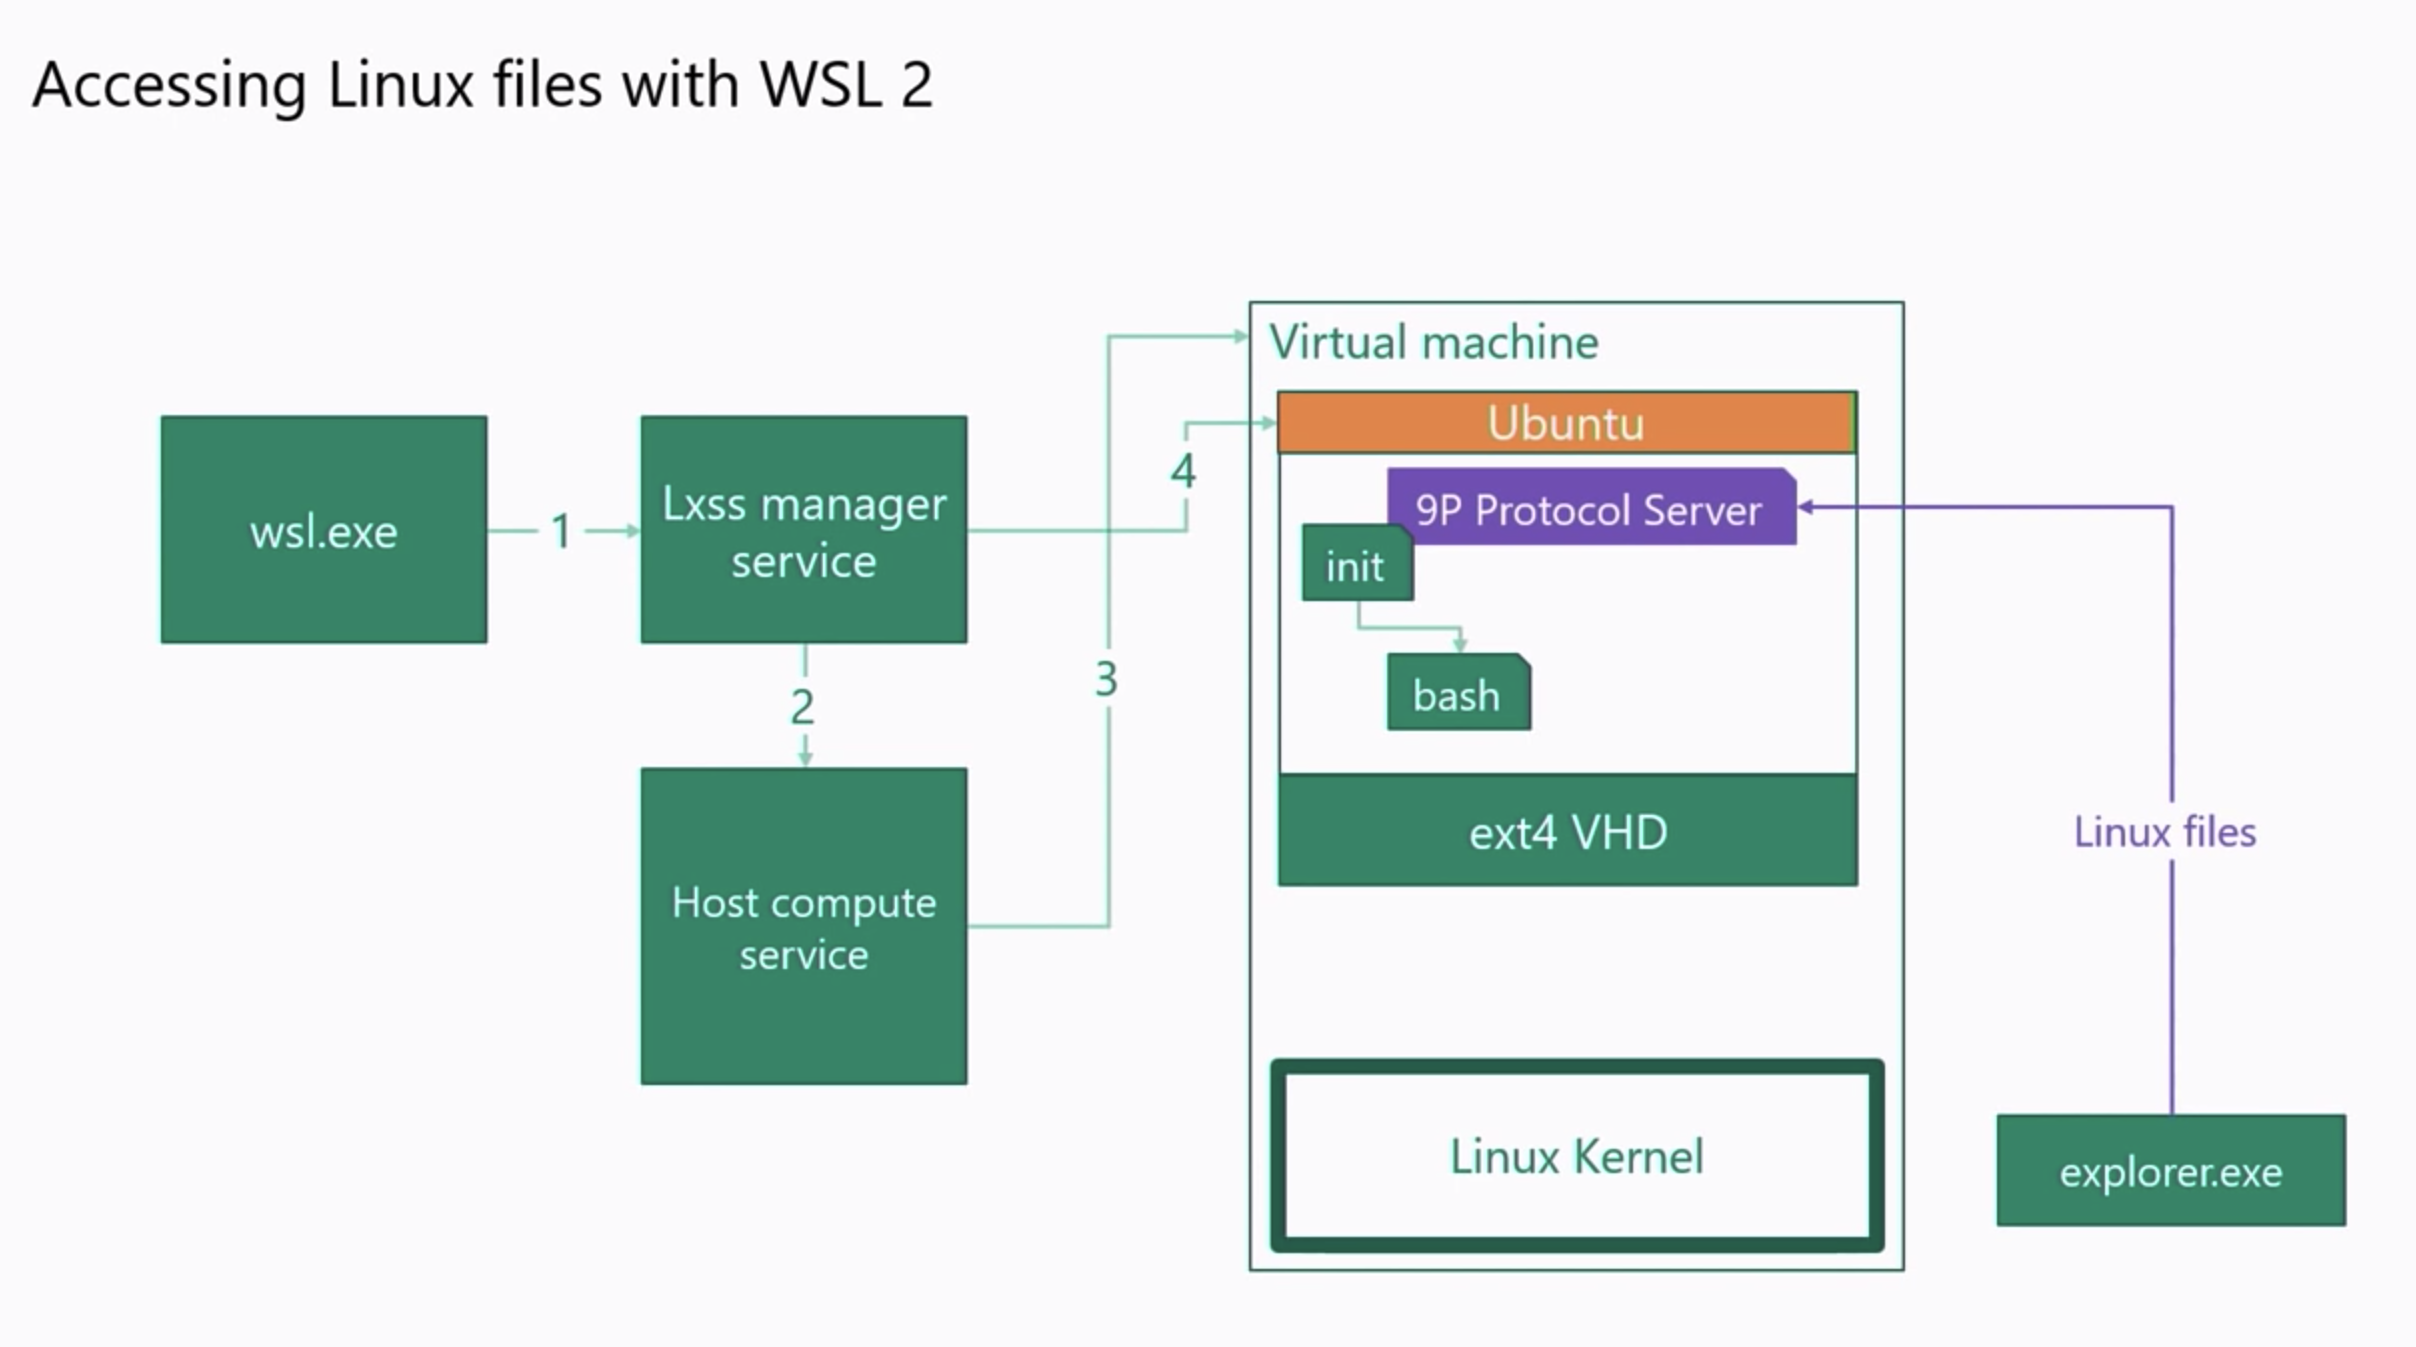 Accessing Linux files with WSL 2
wsl.exe
1
Lxss manager
service
2
Host compute
service
3
4
Virtual machine
Ubuntu
9P Protocol Server
init
bash
ext4 VHD
Linux Kernel
Linux files
explorer.exe